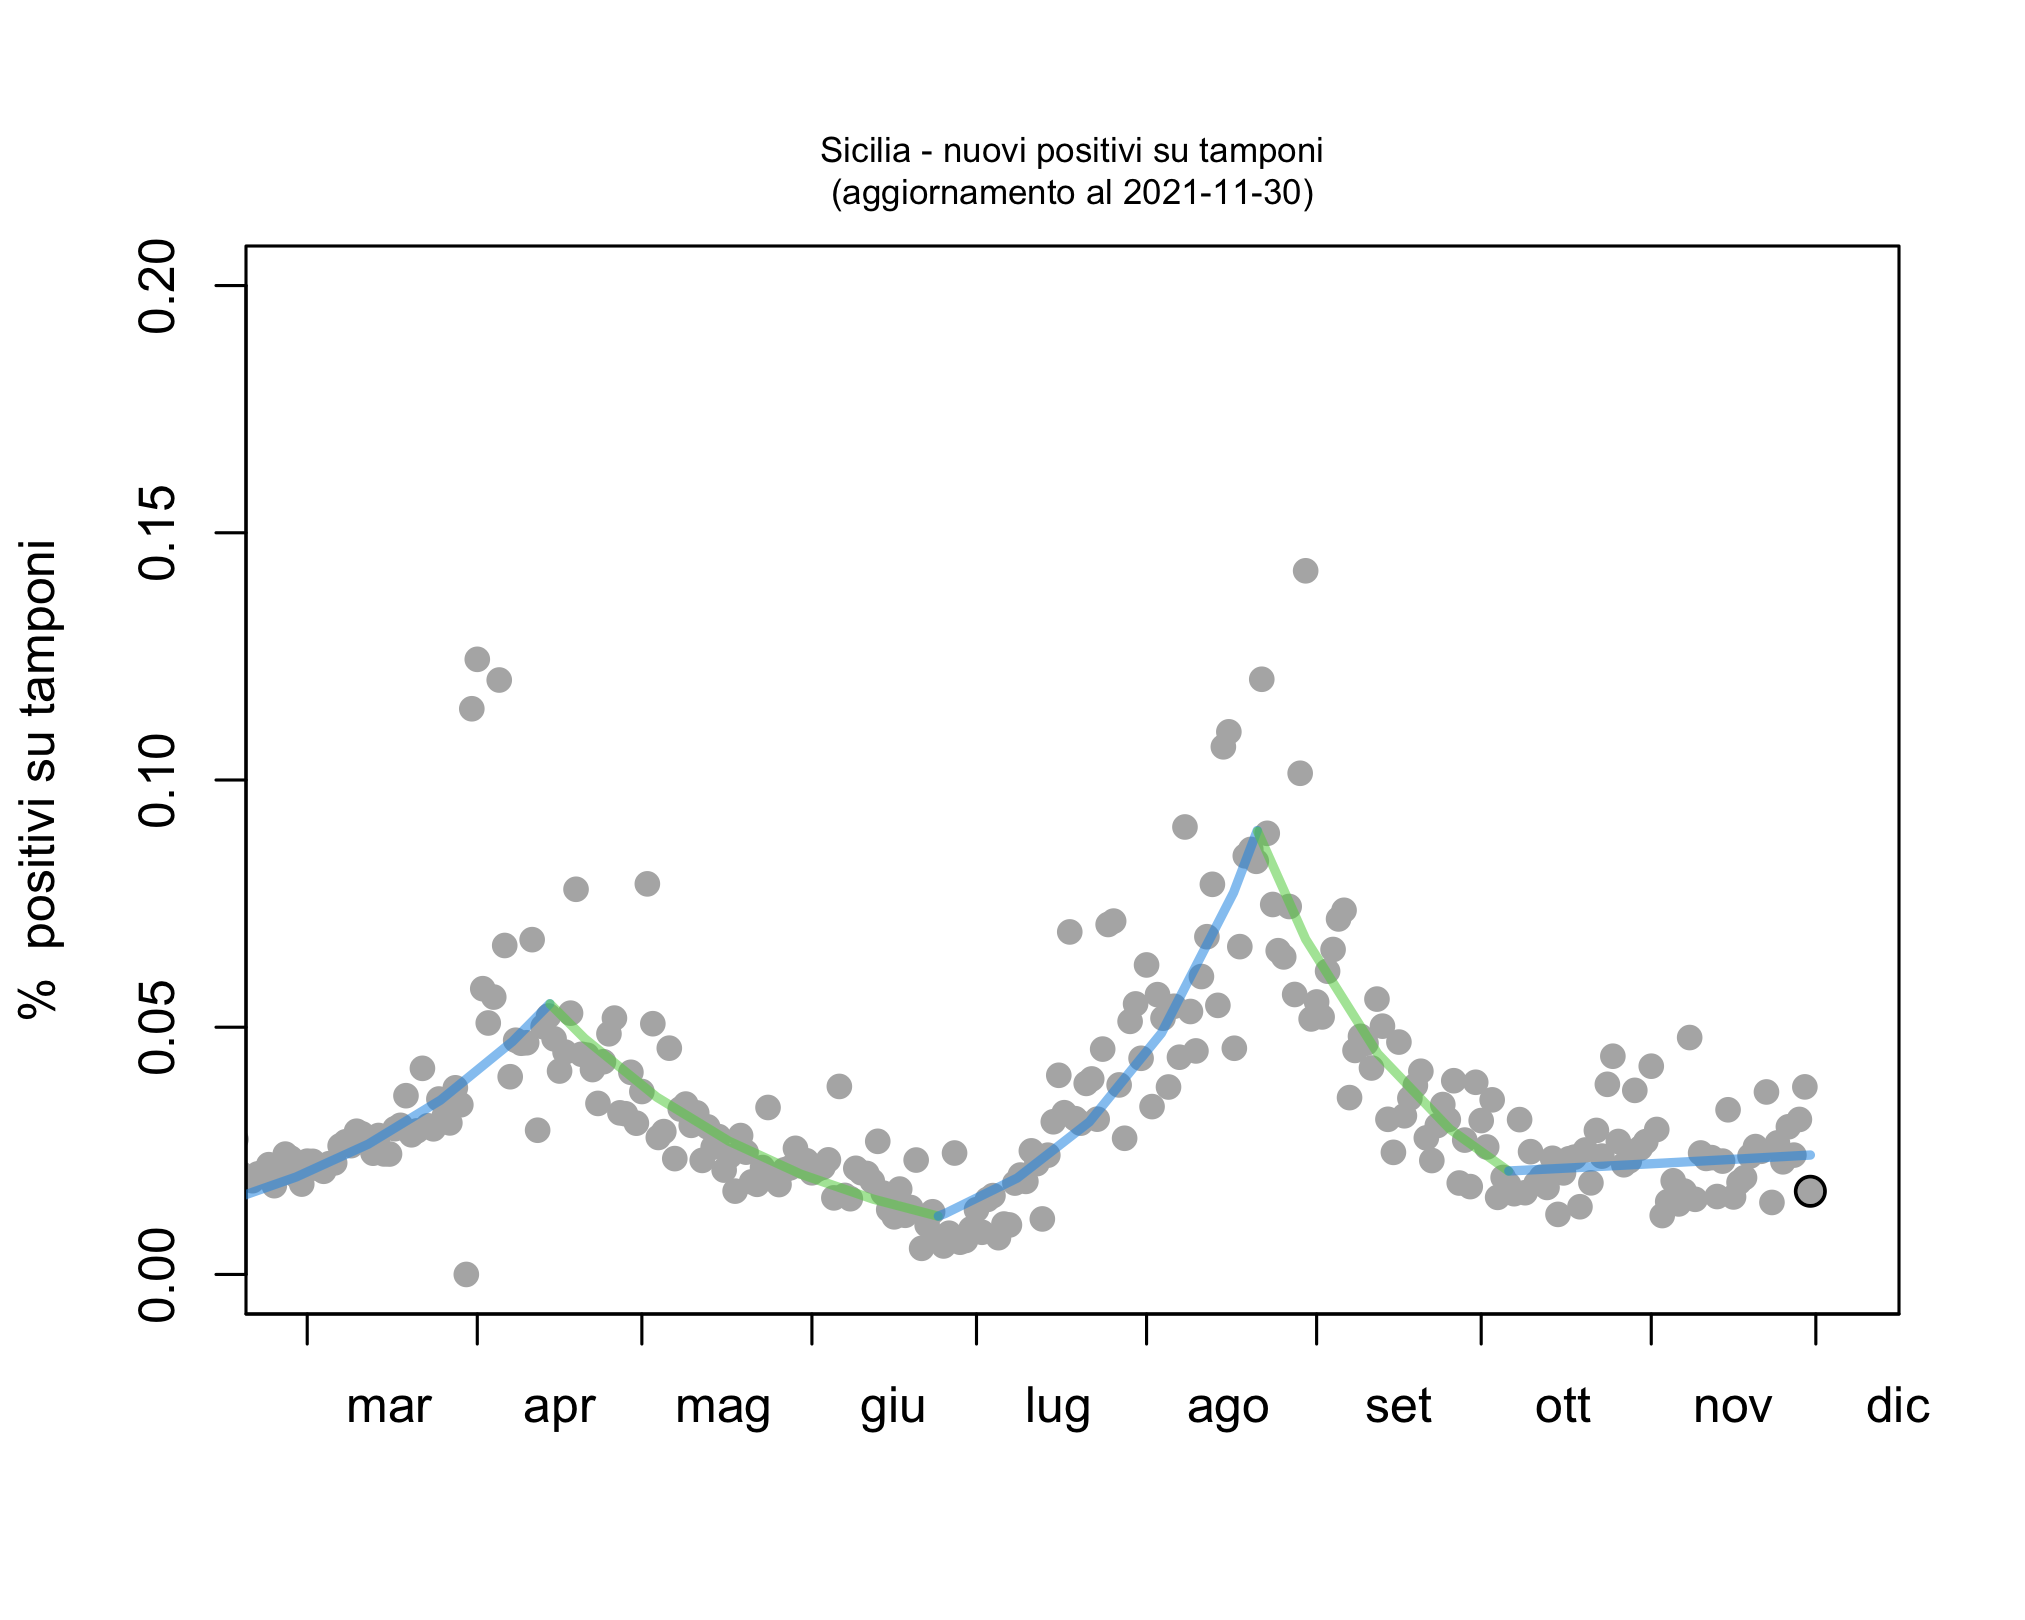 Sicilia - nuovi positivi su tamponi
(aggiornamento al 2021-11-30)
% positivi su tamponi
0.20
0.15
0.10
0.05
0.00
mar apr mag giu lug ago set ott nov dic